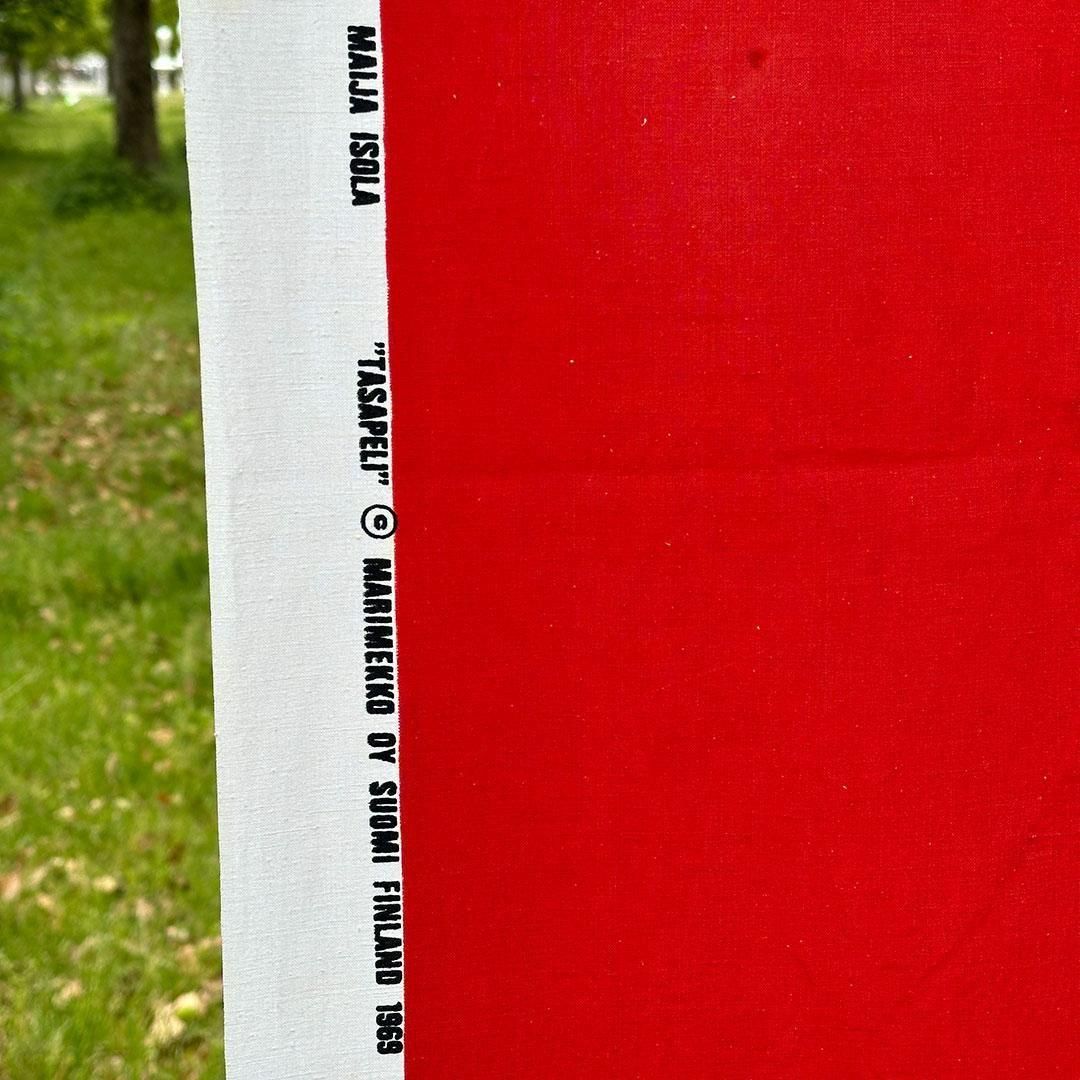 MAIJA ISOLA ”TASAPELI” © MARIMEKKO OY SUOMI FINLAND 1969